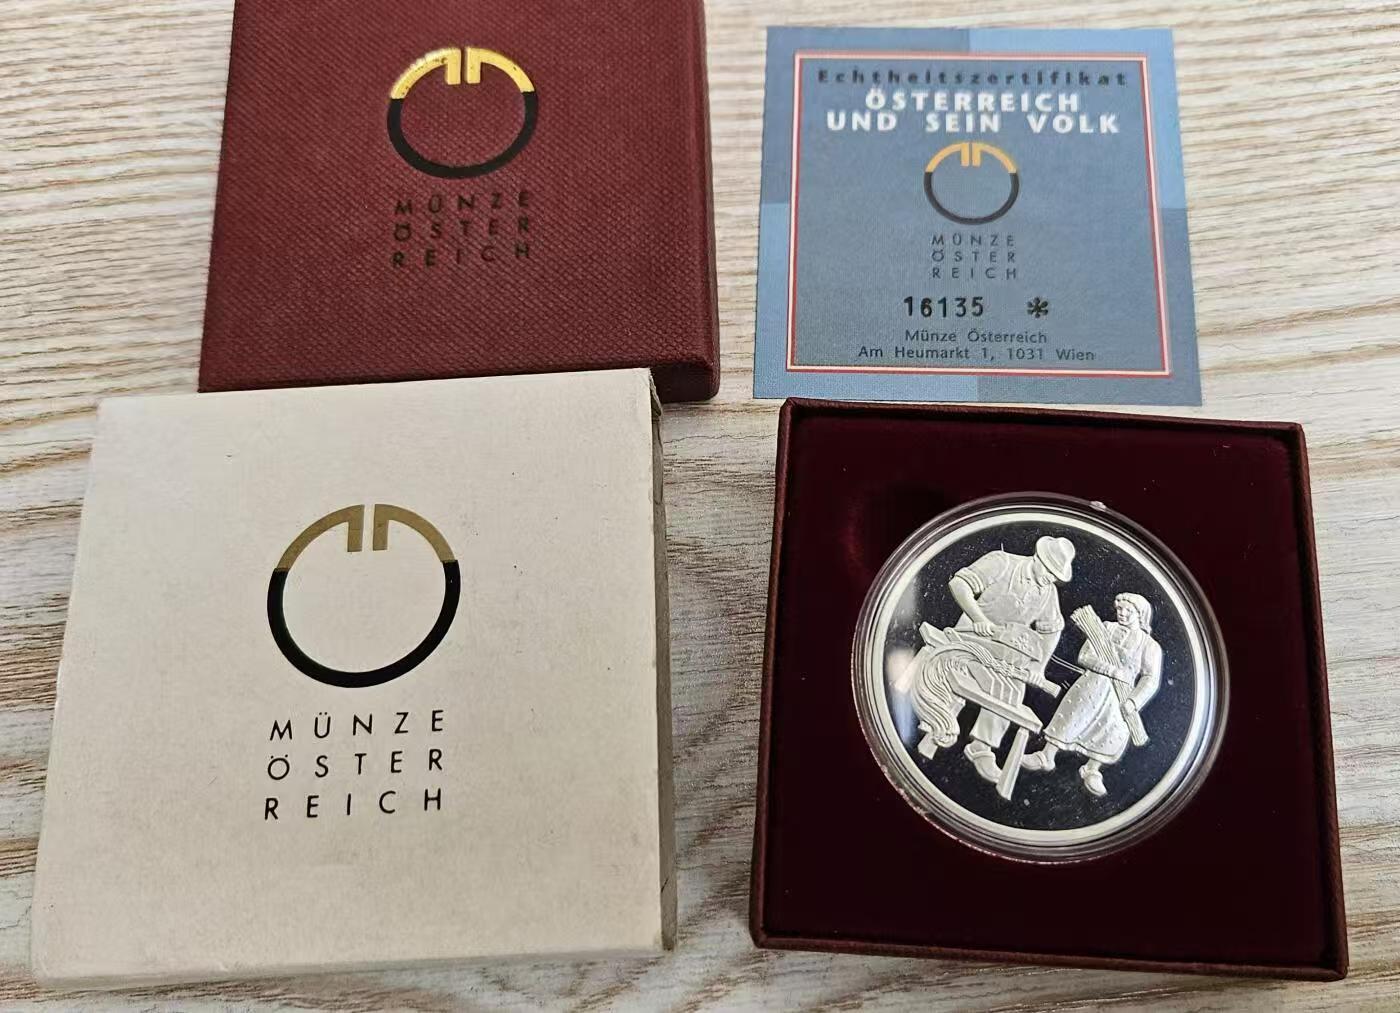 MÜNZE
ÖSTER
REICH
Echtheitszertifikat
ÖSTERREICH
UND SEIN VOLK
MÜNZE
ÖSTER
REICH
16135 *
Münze Österreich
Am Heumarkt 1, 1031 Wien
MÜNZE
ÖSTER
REICH